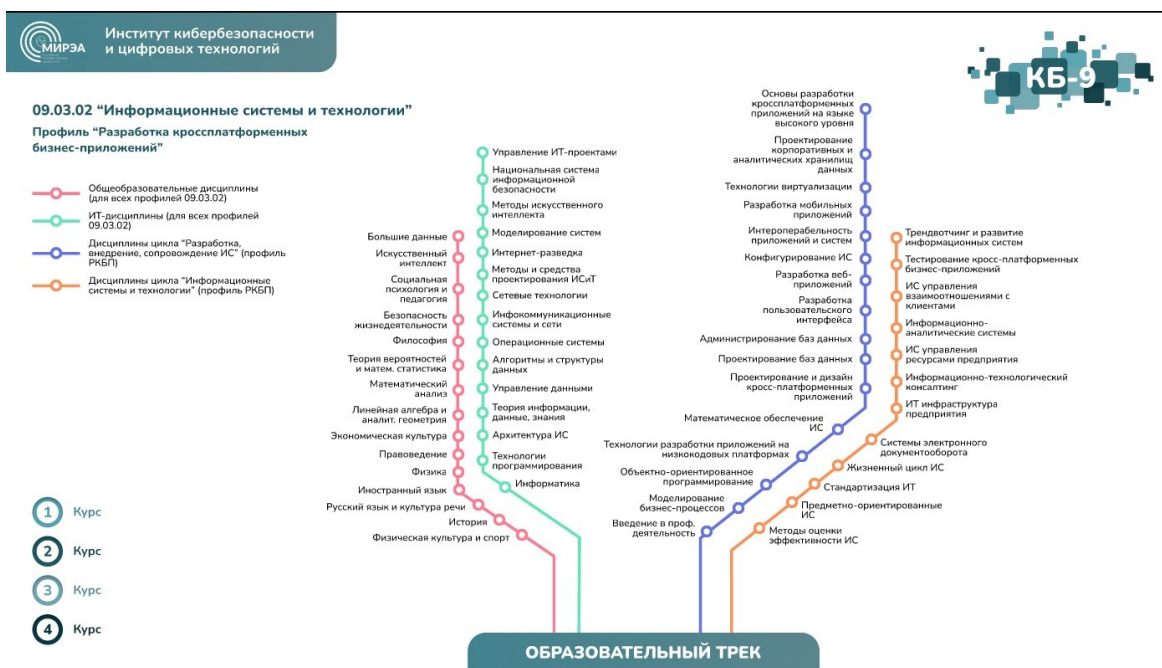 МИРЭА
Институт кибербезопасности
и цифровых технологий
КБ-9
09.03.02 “Информационные системы и технологии”
Профиль “Разработка кроссплатформенных
бизнес-приложений”
Общеобразовательные дисциплины
(для всех профилей 09.03.02)
ИТ-дисциплины (для всех профилей
09.03.02)
Дисциплины цикла “Разработка,
внедрение, сопровождение ИС” (профиль
РКБП)
Дисциплины цикла “Информационные
системы и технологии” (профиль РКБП)
1 Курс
2 Курс
3 Курс
4 Курс
Большие данные
Искусственный
интеллект
Социальная
психология и
педагогия
Безопасность
жизнедеятельности
Философия
Теория вероятностей
и матем. статистика
Математический
анализ
Линейная алгебра и
аналит. геометрия
Экономическая культура
Правоведение
Физика
Иностранный язык
Русский язык и культура речи
История
Физическая культура и спорт
Управление ИТ-проектами
Национальная система
информационной
безопасности
Методы искусственного
интеллекта
Моделирование систем
Интернет-разведка
Методы и средства
проектирования ИСиТ
Сетевые технологии
Инфокоммуникационные
системы и сети
Операционные системы
Алгоритмы и структуры
данных
Управление данными
Теория информации,
данные, знания
Архитектура ИС
Технологии
программирования
Информатика
Основы разработки
кроссплатформенных
приложений на языке
высокого уровня
Проектирование
корпоративных и
аналитических хранилищ
данных
Технологии виртуализации
Разработка мобильных
приложений
Интероперабельность
приложений и систем
Конфигурирование ИС
Разработка веб-
приложений
Разработка
пользовательского
интерфейса
Администрирование баз данных
Проектирование баз данных
Проектирование и дизайн
кросс-платформенных
приложений
Математическое обеспечение
ИС
Технологии разработки приложений на
низкокодовых платформах
Объектно-ориентированное
программирование
Моделирование
бизнес-процессов
Введение в проф.
деятельность
Трендвотчинг и развитие
информационных систем
Тестирование кросс-платформенных
бизнес-приложений
ИС управления
взаимоотношениями с
клиентами
Информационно-
аналитические системы
ИС управления
ресурсами предприятия
Информационно-технологический
консалтинг
ИТ инфраструктура
предприятия
Системы электронного
документооборота
Жизненный цикл ИС
Стандартизация ИТ
Предметно-ориентированные
ИС
Методы оценки
эффективности ИС
ОБРАЗОВАТЕЛЬНЫЙ ТРЕК